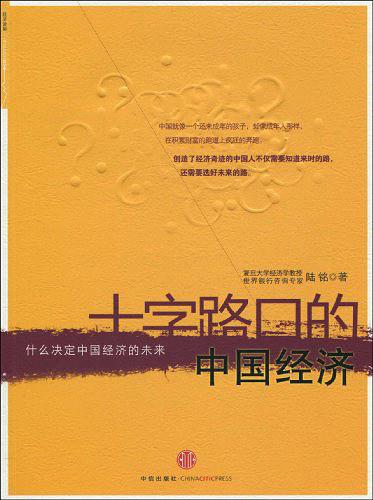 中国就像一个还未成年的孩子，却像成年人那样，
在积累财富的跑道上疯狂的奔跑。
创造了经济奇迹的中国人不仅需要知道来时的路，
还需要选好未来的路。
复旦大学经济学教授
世界银行咨询专家 陆铭◎著
十字路口的
什么决定中国经济的未来
中国经济
中信出版社·CHINACITICPRESS